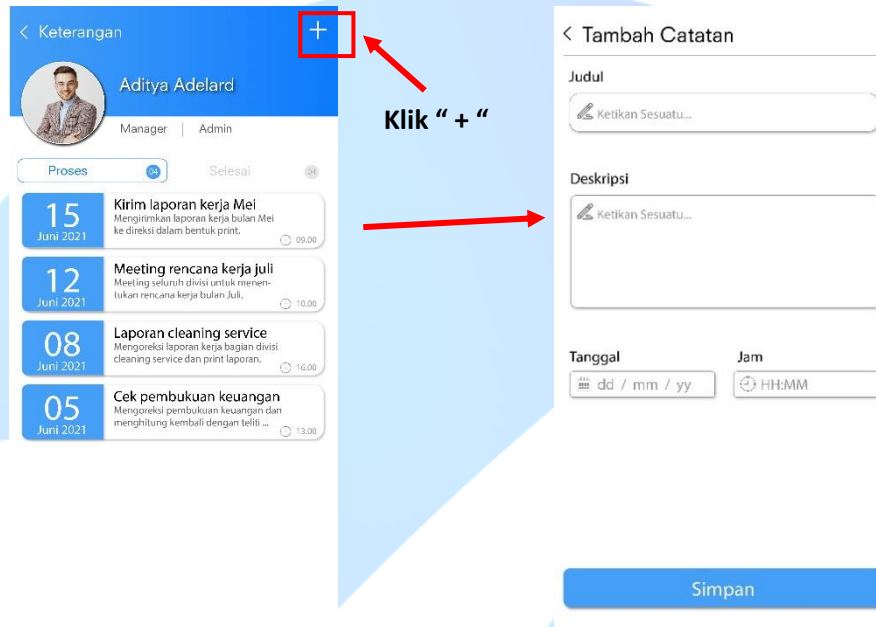 Keterangan
+
Aditya Adelard
Manager | Admin
Proses 04 Selesai 04
15
Juni 2021
Kirim laporan kerja Mei
Mengirimkan laporan kerja bulan Mei
ke direksi dalam bentuk print.
09.00
12
Juni 2021
Meeting rencana kerja juli
Meeting seluruh divisi untuk menen-
tukan rencana kerja bulan Juli.
10.00
08
Juni 2021
Laporan cleaning service
Mengoreksi laporan kerja bagian divisi
cleaning service dan print laporan.
16.00
05
Juni 2021
Cek pembukuan keuangan
Mengoreksi pembukuan keuangan dan
menghitung kembali dengan teliti ...
13.00
Klik “ + “
< Tambah Catatan
Judul
Ketikan Sesuatu...
Deskripsi
Ketikan Sesuatu...
Tanggal Jam
dd / mm / yy HH:MM
Simpan